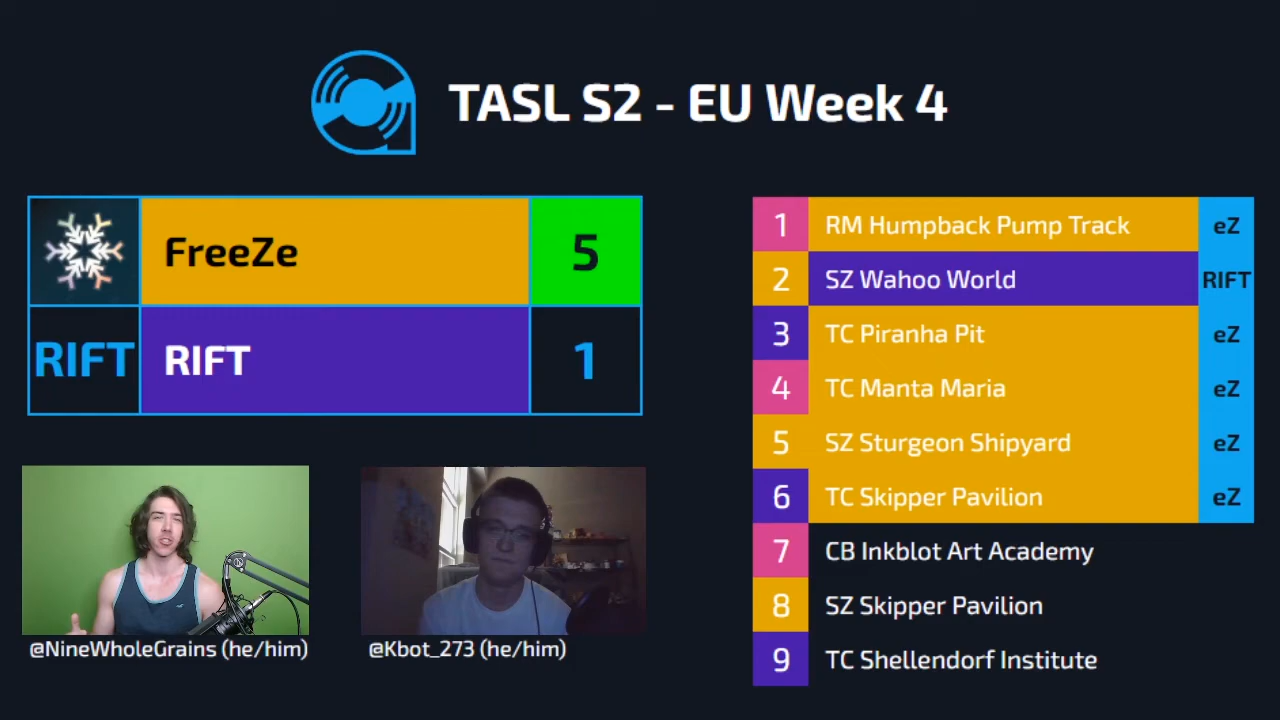 TASL S2 - EU Week 4
FreeZe 5
RIFT RIFT 1
1 RM Humpback Pump Track eZ
2 SZ Wahoo World RIFT
3 TC Piranha Pit eZ
4 TC Manta Maria eZ
5 SZ Sturgeon Shipyard eZ
6 TC Skipper Pavilion eZ
7 CB Inkblot Art Academy
8 SZ Skipper Pavilion
9 TC Shellendorf Institute
@NineWholeGrains (he/him)
@Kbot_273 (he/him)